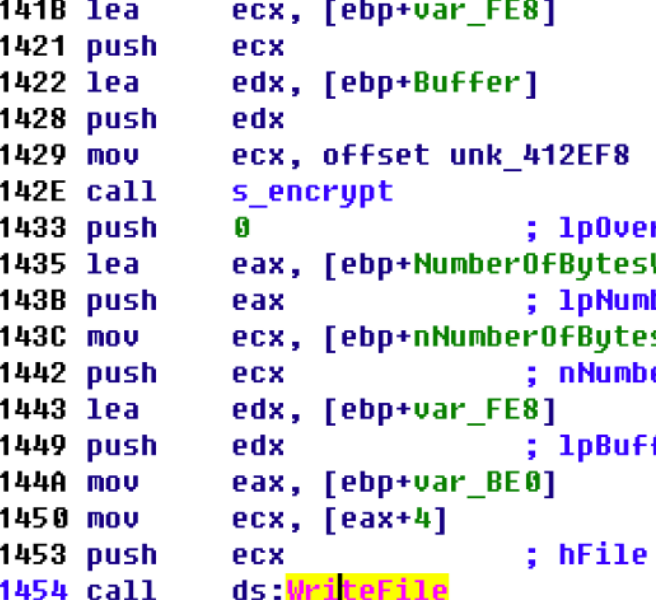 141B lea ecx, [ebp+var_FE8]
1421 push ecx
1422 lea edx, [ebp+Buffer]
1428 push edx
1429 mov ecx, offset unk_412EF8
142E call s_encrypt
1433 push 0 ; lpOver
1435 lea eax, [ebp+NumberOfBytesW
143B push eax ; lpNumb
143C mov ecx, [ebp+nNumberOfBytes
1442 push ecx ; nNumbe
1443 lea edx, [ebp+var_FE8]
1449 push edx ; lpBuff
144A mov eax, [ebp+var_BE0]
1450 mov ecx, [eax+4]
1453 push ecx ; hFile
1454 call ds:WriteFile